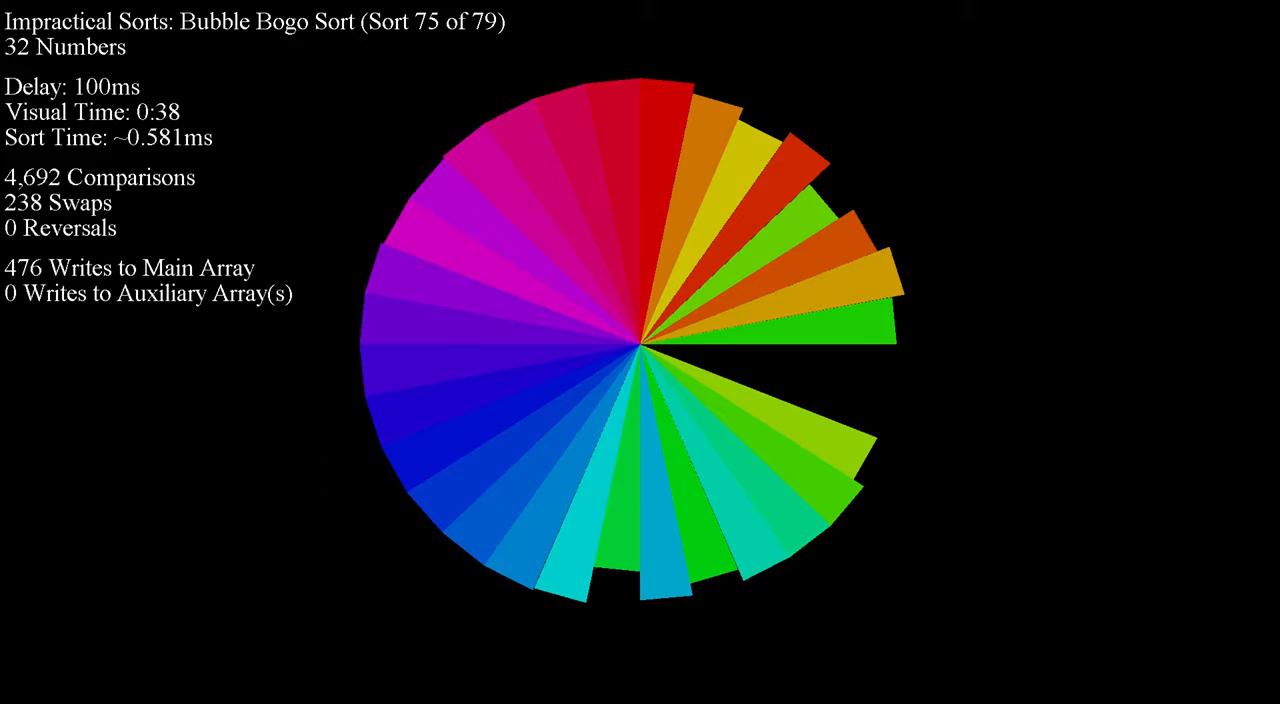 Impractical Sorts: Bubble Bogo Sort (Sort 75 of 79)
32 Numbers
Delay: 100ms
Visual Time: 0:38
Sort Time: ~0.581ms
4,692 Comparisons
238 Swaps
0 Reversals
476 Writes to Main Array
0 Writes to Auxiliary Array(s)